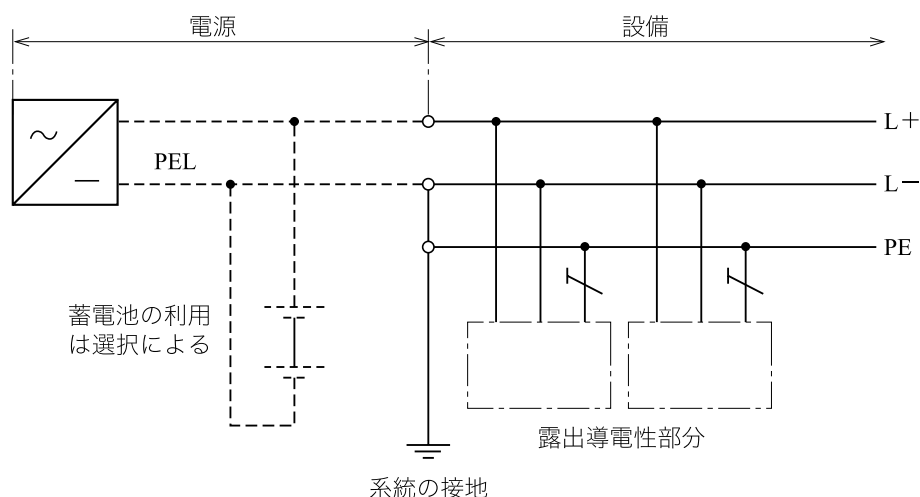 電源
設備
L+
PEL
L−
PE
蓄電池の利用
は選択による
露出導電性部分
系統の接地